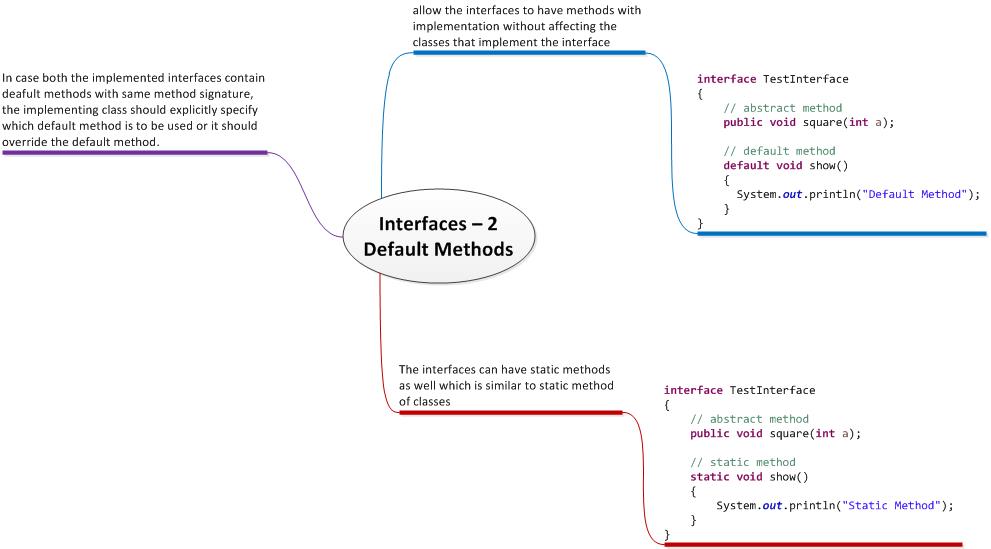 allow the interfaces to have methods with
implementation without affecting the
classes that implement the interface
In case both the implemented interfaces contain
deafult methods with same method signature,
the implementing class should explicitly specify
which default method is to be used or it should
override the default method.
interface TestInterface
{
    // abstract method
    public void square(int a);

    // default method
    default void show()
    {
      System.out.println("Default Method");
    }
}
Interfaces – 2
Default Methods
The interfaces can have static methods
as well which is similar to static method
of classes
interface TestInterface
{
    // abstract method
    public void square(int a);

    // static method
    static void show()
    {
        System.out.println("Static Method");
    }
}